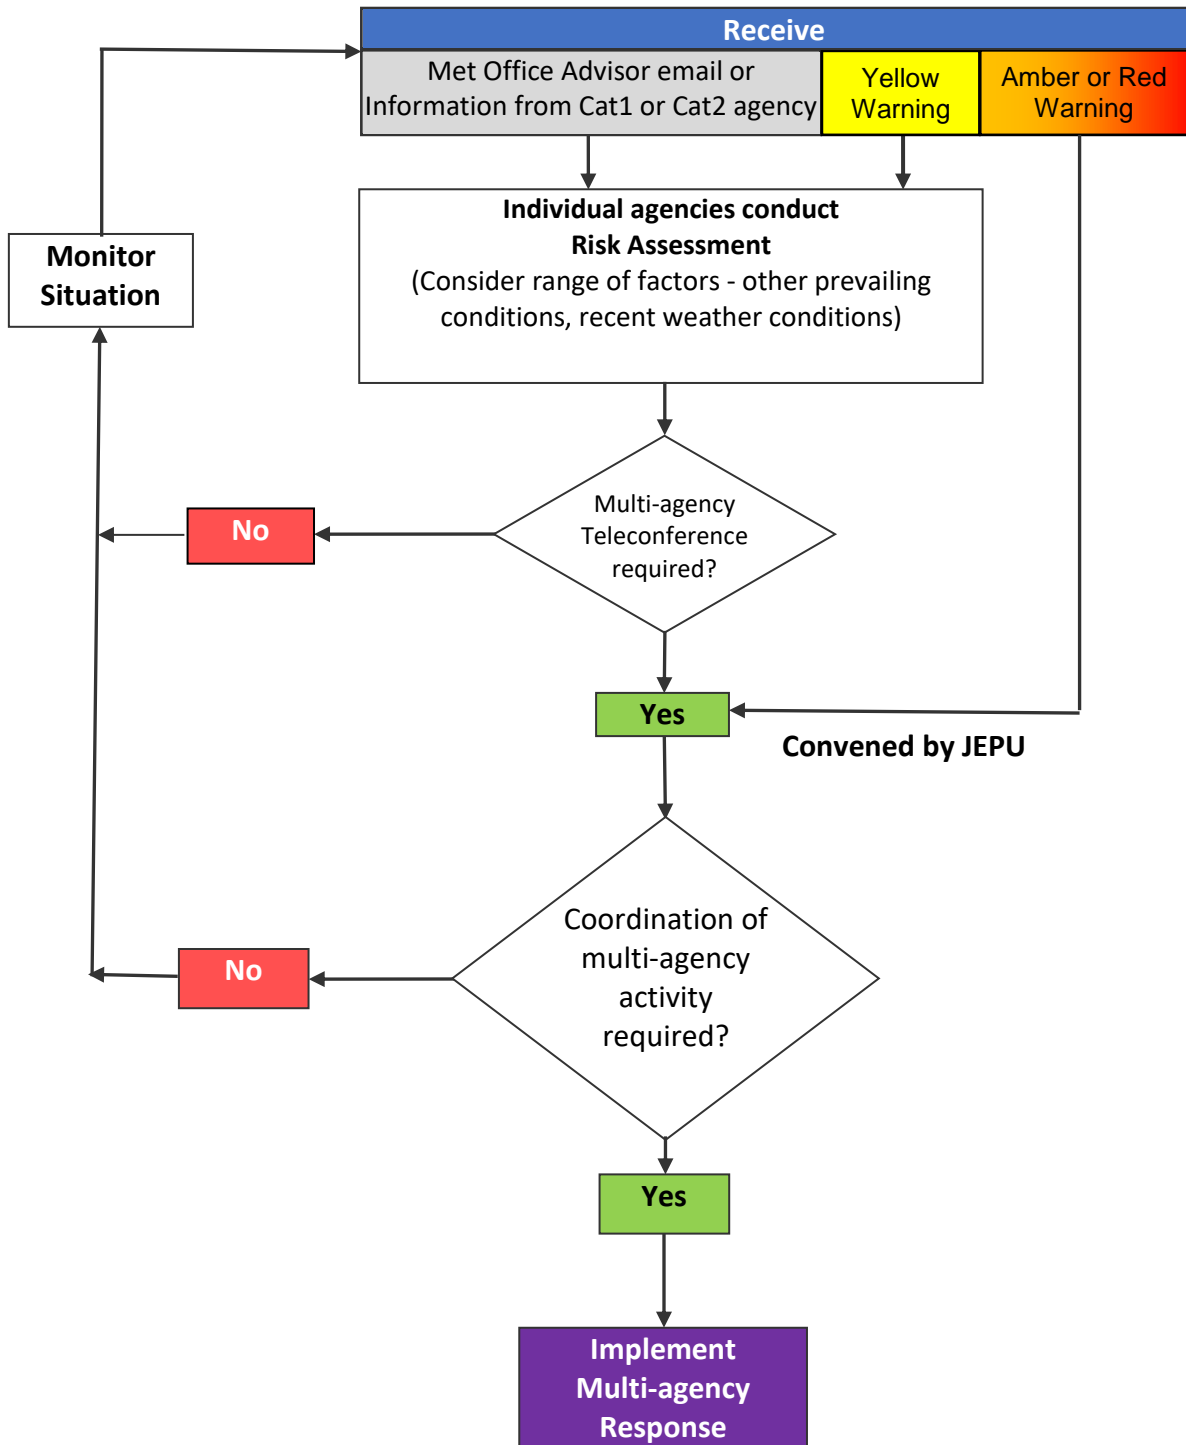 Receive
Met Office Advisor email or
Information from Cat1 or Cat2 agency
Yellow
Warning
Amber or Red
Warning
Individual agencies conduct
Risk Assessment
(Consider range of factors - other prevailing
conditions, recent weather conditions)
Monitor
Situation
Multi-agency
Teleconference
required?
No
Yes
Convened by JEPU
Coordination of
multi-agency
activity
required?
No
Yes
Implement
Multi-agency
Response